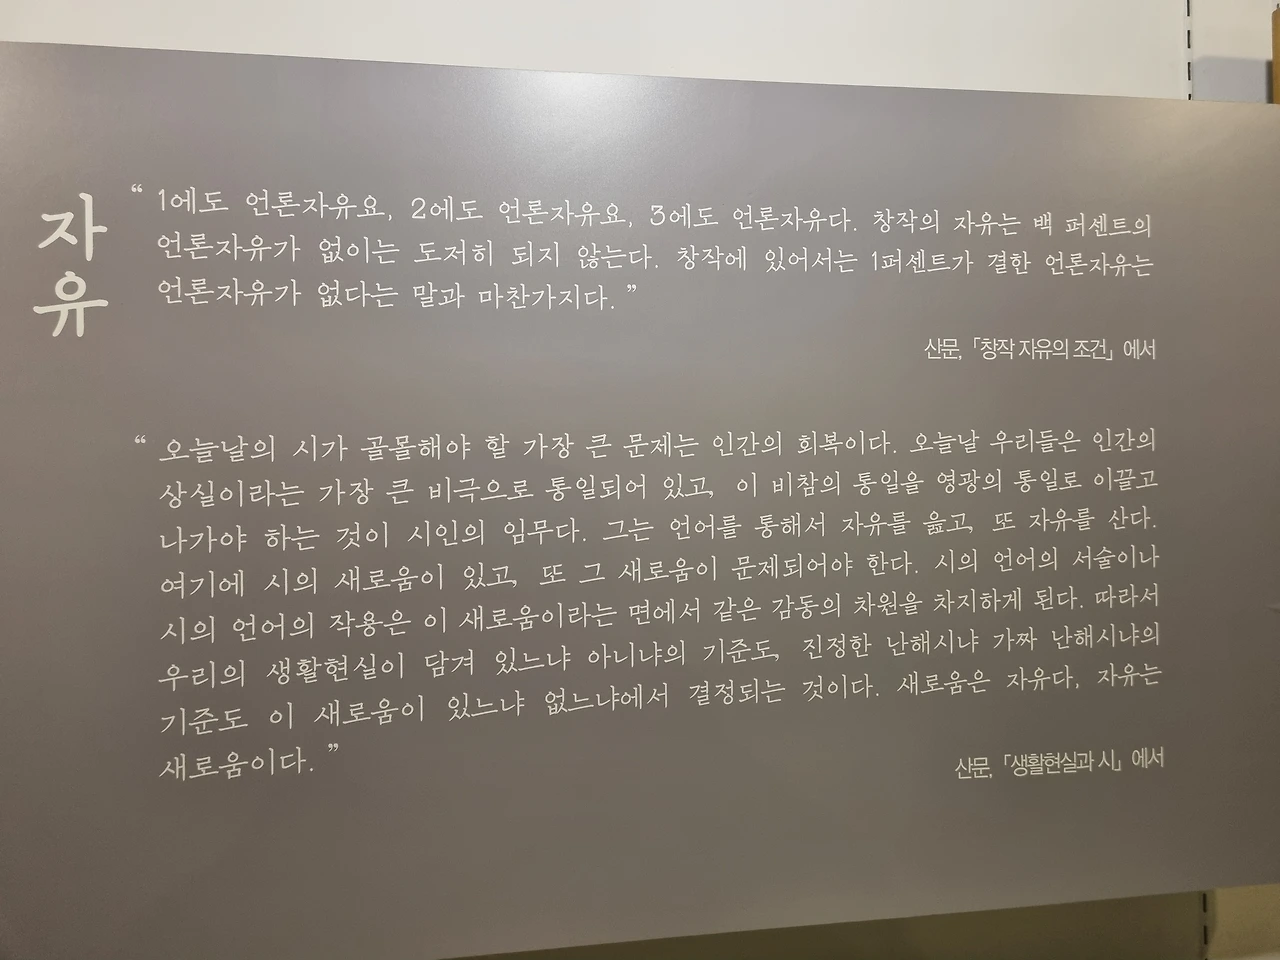 자유
“ 1에도 언론자유요, 2에도 언론자유요, 3에도 언론자유다. 창작의 자유는 백 퍼센트의
언론자유가 없이는 도저히 되지 않는다. 창작에 있어서는 1퍼센트가 결한 언론자유는
언론자유가 없다는 말과 마찬가지다. ”
산문, 「창작 자유의 조건」에서
“ 오늘날의 시가 골몰해야 할 가장 큰 문제는 인간의 회복이다. 오늘날 우리들은 인간의
상실이라는 가장 큰 비극으로 통일되어 있고, 이 비참의 통일을 영광의 통일로 이끌고
나가야 하는 것이 시인의 임무다. 그는 언어를 통해서 자유를 읊고, 또 자유를 산다.
여기에 시의 새로움이 있고, 또 그 새로움이 문제되어야 한다. 시의 언어의 서술이나
시의 언어의 작용은 이 새로움이라는 면에서 같은 감동의 차원을 차지하게 된다. 따라서
우리의 생활현실이 담겨 있느냐 아니냐의 기준도, 진정한 난해시냐 가짜 난해시냐의
기준도 이 새로움이 있느냐 없느냐에서 결정되는 것이다. 새로움은 자유다, 자유는
새로움이다. ”
산문, 「생활현실과 시」에서